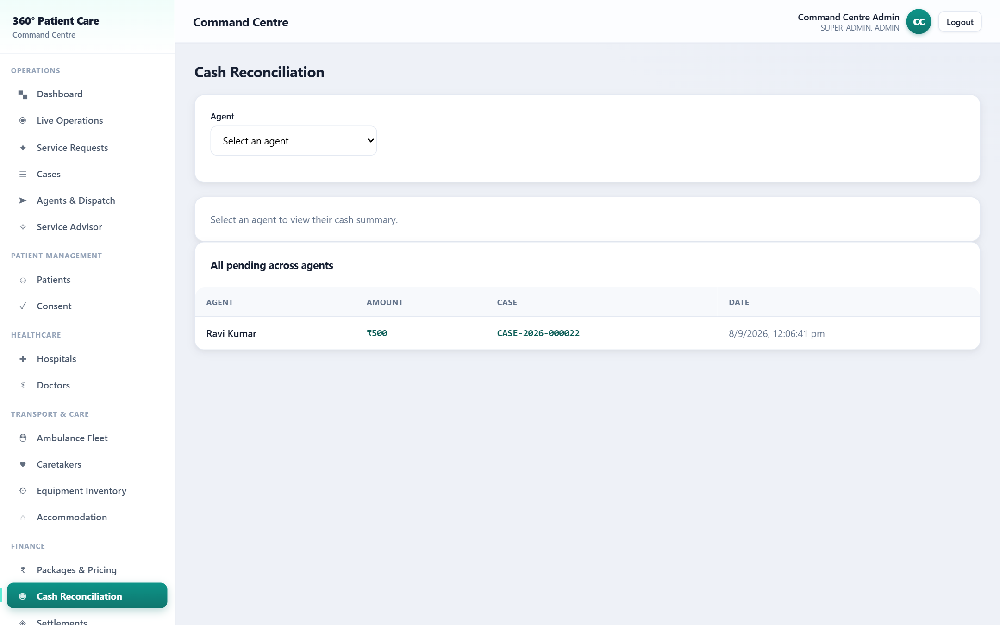 360° Patient Care
Command Centre
OPERATIONS
Dashboard
Live Operations
Service Requests
Cases
Agents & Dispatch
Service Advisor
PATIENT MANAGEMENT
Patients
Consent
HEALTHCARE
Hospitals
Doctors
TRANSPORT & CARE
Ambulance Fleet
Caretakers
Equipment Inventory
Accommodation
FINANCE
₹ Packages & Pricing
Cash Reconciliation
Settlements
Command Centre
Command Centre Admin
SUPER_ADMIN, ADMIN
CC
Logout
Cash Reconciliation
Agent
Select an agent...
Select an agent to view their cash summary.
All pending across agents
AGENT AMOUNT CASE DATE
Ravi Kumar ₹500 CASE-2026-000022 8/9/2026, 12:06:41 pm